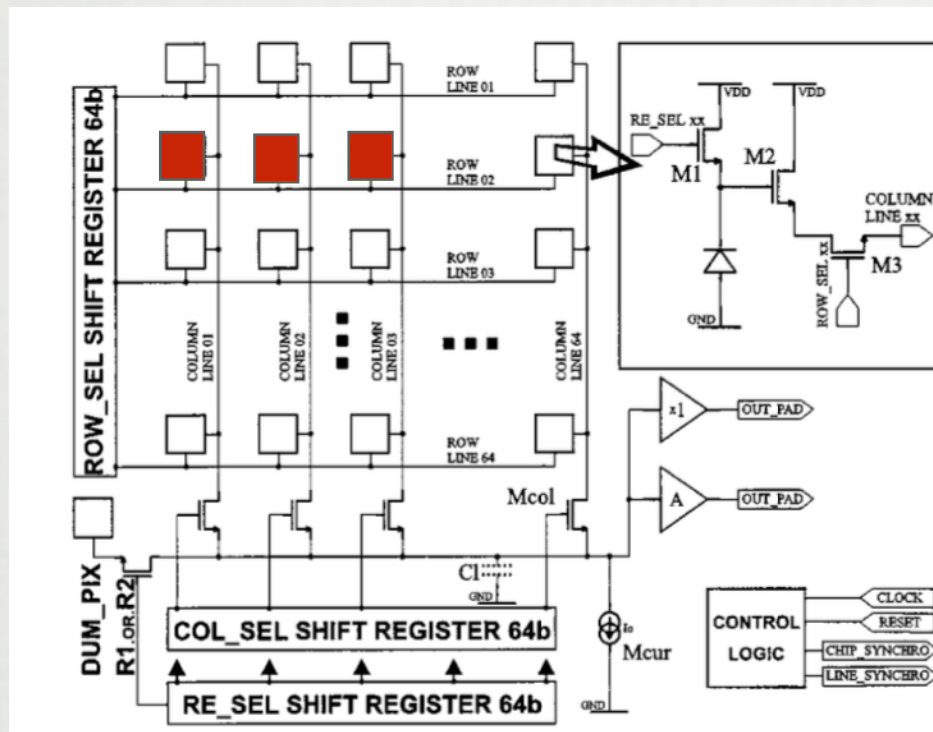 ROW_SEL SHIFT REGISTER 64b
ROW
LINE 01
ROW
LINE 02
ROW
LINE 03
COLUMN
LINE 01
COLUMN
LINE 02
COLUMN
LINE 03
COLUMN
LINE 64
ROW
LINE 64
VDD
VDD
RE_SEL xx
M1
M2
COLUMN
LINE xx
ROW_SEL xx
M3
GND
x1
OUT_PAD
A
OUT_PAD
Mcol
DUM_PIX
R1.OR.R2
Cl
GND
COL_SEL SHIFT REGISTER 64b
RE_SEL SHIFT REGISTER 64b
Io
Mcur
GND
CONTROL
LOGIC
CLOCK
RESET
CHIP_SYNCHRO
LINE_SYNCHRO